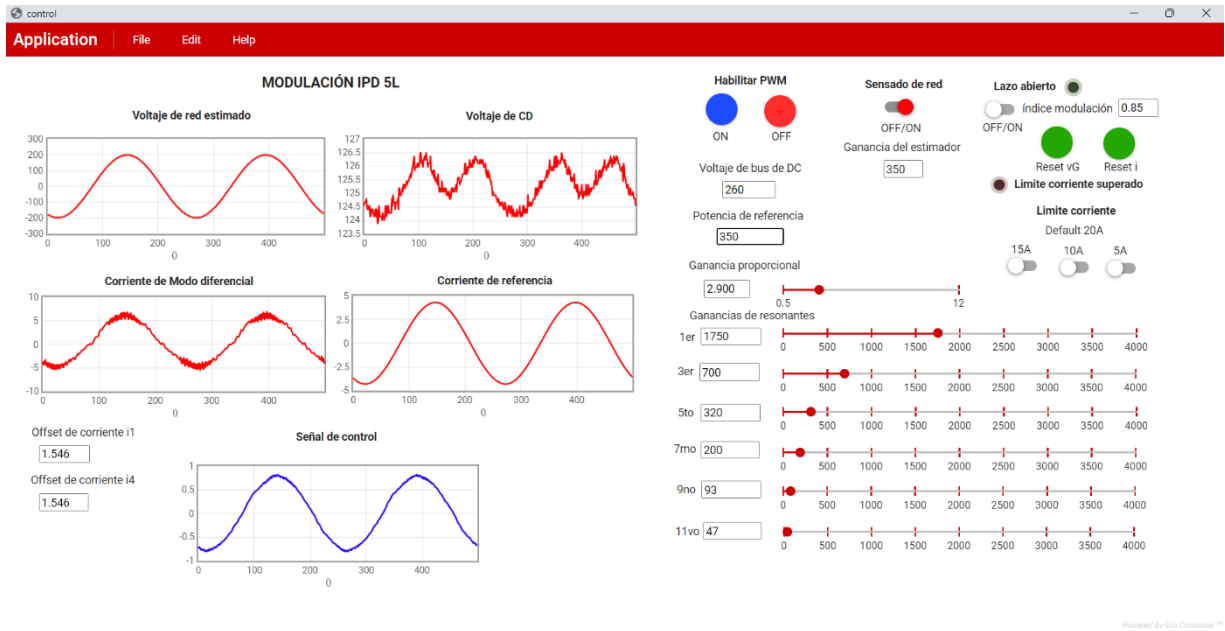 control
Application File Edit Help
MODULACIÓN IPD 5L
Voltaje de red estimado
300
200
100
0
-100
-200
-300
0 100 200 300 400
()
Voltaje de CD
127
126.5
126
125.5
125
124.5
124
123.5
0 100 200 300 400
()
Corriente de Modo diferencial
10
5
0
-5
-10
0 100 200 300 400
()
Corriente de referencia
5
2.5
0
-2.5
-5
0 100 200 300 400
()
Offset de corriente i1
1.546
Offset de corriente i4
1.546
Señal de control
1
0.5
0
-0.5
-1
0 100 200 300 400
()
Habilitar PWM
ON OFF
Sensado de red
OFF/ON
Ganancia del estimador
350
Lazo abierto
índice modulación 0.85
OFF/ON
Reset vG Reset i
Limite corriente superado
Limite corriente
Default 20A
15A 10A 5A
Voltaje de bus de DC
260
Potencia de referencia
350
Ganancia proporcional
2.900
0.5 12
Ganancias de resonantes
1er 1750
0 500 1000 1500 2000 2500 3000 3500 4000
3er 700
0 500 1000 1500 2000 2500 3000 3500 4000
5to 320
0 500 1000 1500 2000 2500 3000 3500 4000
7mo 200
0 500 1000 1500 2000 2500 3000 3500 4000
9no 93
0 500 1000 1500 2000 2500 3000 3500 4000
11vo 47
0 500 1000 1500 2000 2500 3000 3500 4000
Powered By GUI Composer™